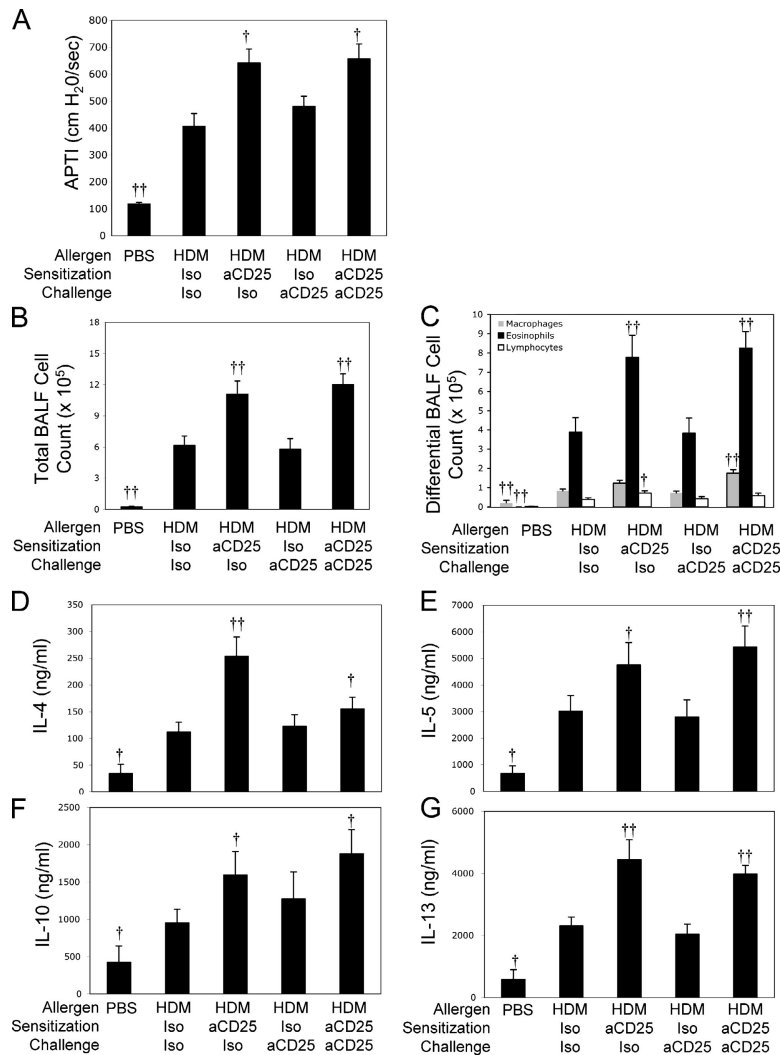 A
APTI (cm H₂0/sec)
800
700
600
500
400
300
200
100
0
††
†
†
Allergen PBS HDM HDM HDM HDM
Sensitization Iso aCD25 Iso aCD25
Challenge Iso Iso aCD25 aCD25
B
Total BALF Cell
Count (x 10⁵)
18
15
12
9
6
3
0
††
††
††
Allergen PBS HDM HDM HDM HDM
Sensitization Iso aCD25 Iso aCD25
Challenge Iso Iso aCD25 aCD25
C
Differential BALF Cell
Count (x 10⁵)
10
9
8
7
6
5
4
3
2
1
0
Macrophages
Eosinophils
Lymphocytes
††
††
††
†
††
††
Allergen PBS HDM HDM HDM HDM
Sensitization Iso aCD25 Iso aCD25
Challenge Iso Iso aCD25 aCD25
D
IL-4 (ng/ml)
350
300
250
200
150
100
50
0
†
††
†
E
IL-5 (ng/ml)
7000
6000
5000
4000
3000
2000
1000
0
†
†
††
F
IL-10 (ng/ml)
2500
2000
1500
1000
500
0
†
†
†
Allergen PBS HDM HDM HDM HDM
Sensitization Iso aCD25 Iso aCD25
Challenge Iso Iso aCD25 aCD25
G
IL-13 (ng/ml)
6000
4000
2000
0
†
††
††
Allergen PBS HDM HDM HDM HDM
Sensitization Iso aCD25 Iso aCD25
Challenge Iso Iso aCD25 aCD25